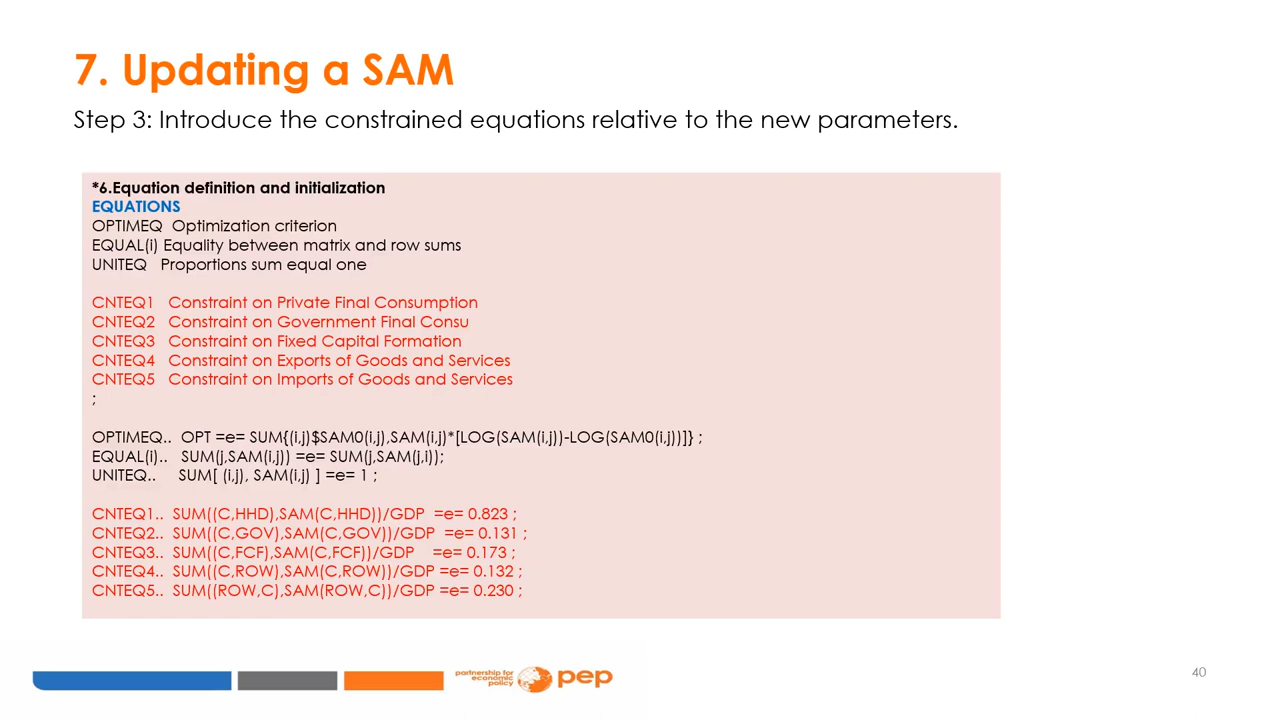 7. Updating a SAM
Step 3: Introduce the constrained equations relative to the new parameters.
*6.Equation definition and initialization
EQUATIONS
OPTIMEQ  Optimization criterion
EQUAL(i) Equality between matrix and row sums
UNITEQ   Proportions sum equal one
CNTEQ1   Constraint on Private Final Consumption
CNTEQ2   Constraint on Government Final Consu
CNTEQ3   Constraint on Fixed Capital Formation
CNTEQ4   Constraint on Exports of Goods and Services
CNTEQ5   Constraint on Imports of Goods and Services
;
OPTIMEQ..  OPT =e= SUM{(i,j)$SAM0(i,j),SAM(i,j)*[LOG(SAM(i,j))-LOG(SAM0(i,j))]} ;
EQUAL(i)..   SUM(j,SAM(i,j)) =e= SUM(j,SAM(j,i));
UNITEQ..     SUM[ (i,j), SAM(i,j) ] =e= 1 ;
CNTEQ1..  SUM((C,HHD),SAM(C,HHD))/GDP  =e= 0.823 ;
CNTEQ2..  SUM((C,GOV),SAM(C,GOV))/GDP  =e= 0.131 ;
CNTEQ3..  SUM((C,FCF),SAM(C,FCF))/GDP    =e= 0.173 ;
CNTEQ4..  SUM((C,ROW),SAM(C,ROW))/GDP =e= 0.132 ;
CNTEQ5..  SUM((ROW,C),SAM(ROW,C))/GDP =e= 0.230 ;
partnership for
economic
policy
pep
40